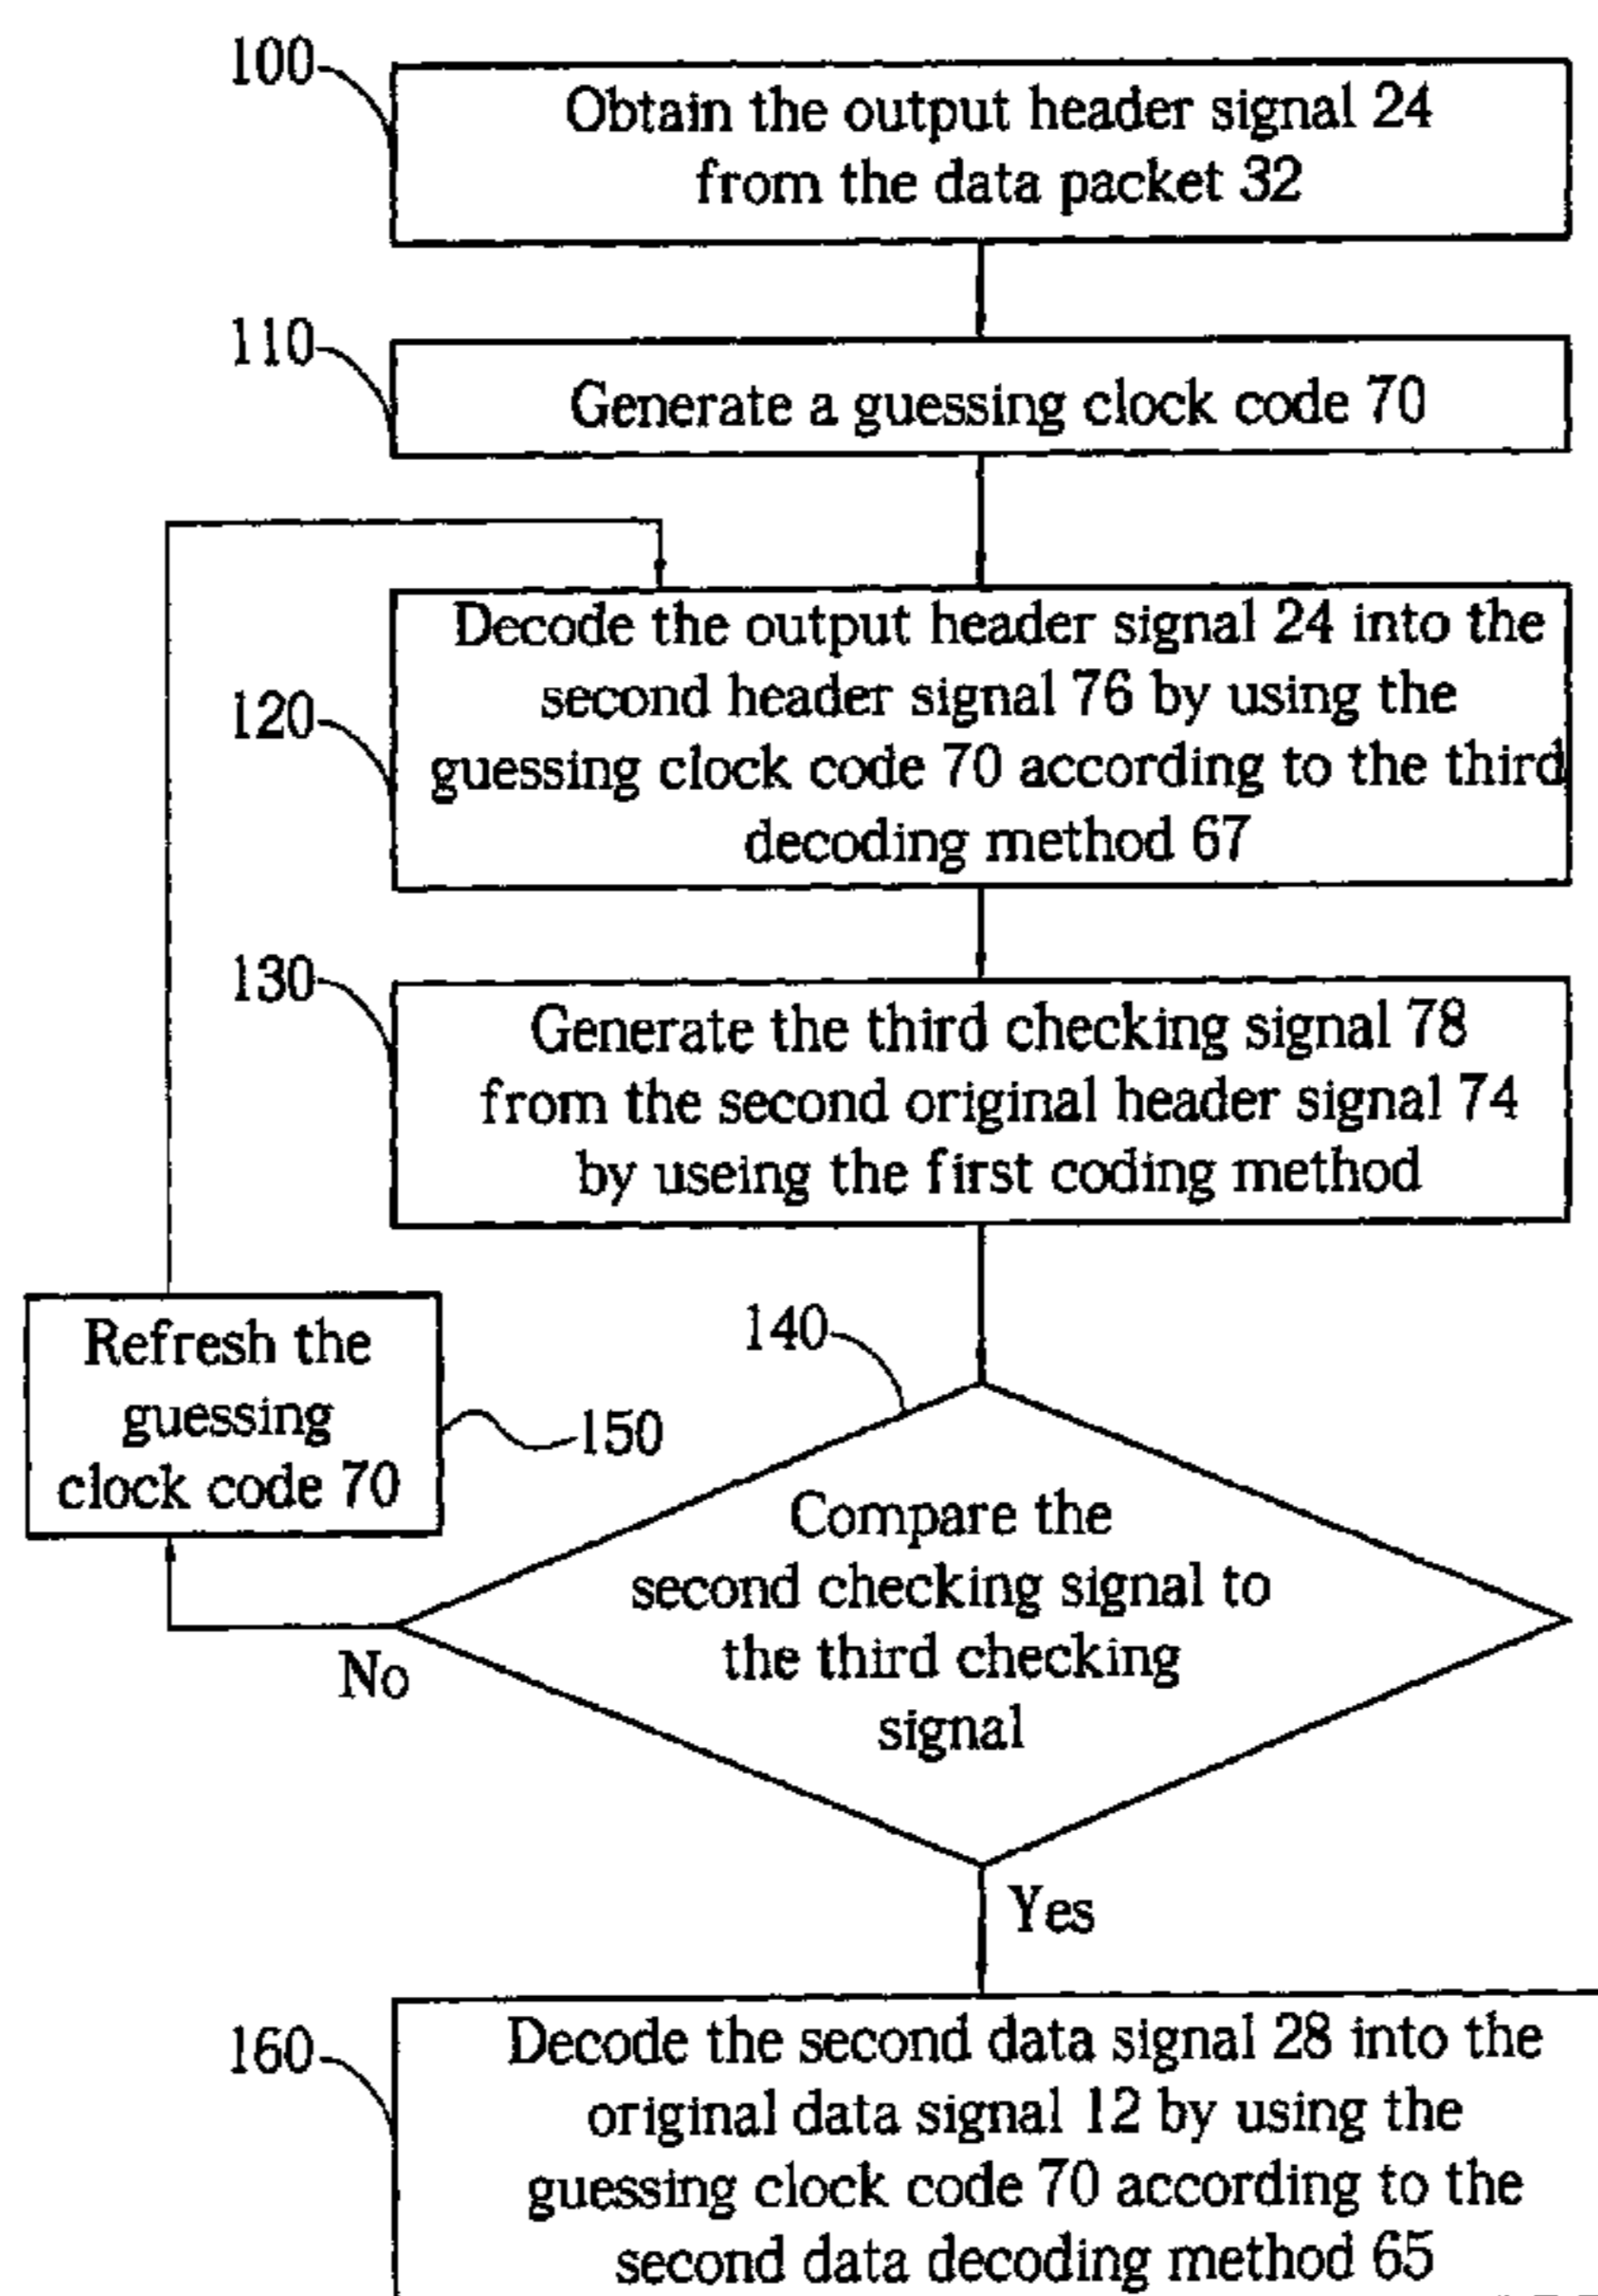 100
Obtain the output header signal 24
from the data packet 32
110
Generate a guessing clock code 70
120
Decode the output header signal 24 into the
second header signal 76 by using the
guessing clock code 70 according to the third
decoding method 67
130
Generate the third checking signal 78
from the second original header signal 74
by useing the first coding method
140
Compare the
second checking signal to
the third checking
signal
No
150
Refresh the
guessing
clock code 70
Yes
160
Decode the second data signal 28 into the
original data signal 12 by using the
guessing clock code 70 according to the
second data decoding method 65